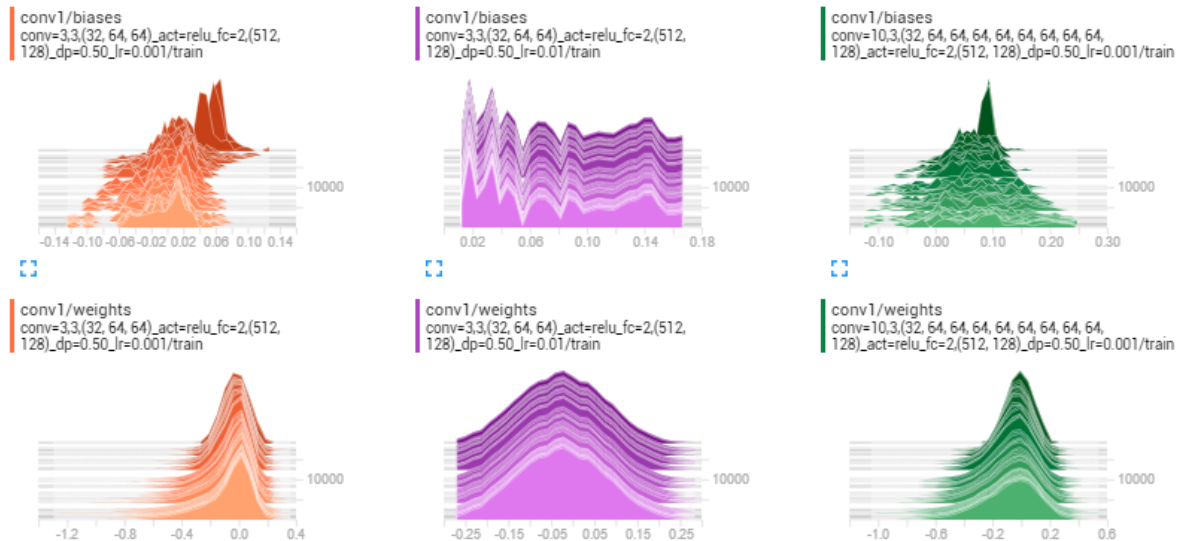 conv1/biases
conv=3,3,(32, 64, 64)_act=relu_fc=2,(512,
128)_dp=0.50_lr=0.001/train
10000
-0.14 -0.10 -0.06 -0.02 0.02 0.06 0.10 0.14
conv1/biases
conv=3,3,(32, 64, 64)_act=relu_fc=2,(512,
128)_dp=0.50_lr=0.01/train
10000
0.02 0.06 0.10 0.14 0.18
conv1/biases
conv=10,3,(32, 64, 64, 64, 64, 64, 64, 64, 64,
128)_act=relu_fc=2,(512, 128)_dp=0.50_lr=0.001/train
10000
-0.10 0.00 0.10 0.20 0.30
conv1/weights
conv=3,3,(32, 64, 64)_act=relu_fc=2,(512,
128)_dp=0.50_lr=0.001/train
10000
-1.2 -0.8 -0.4 0.0 0.4
conv1/weights
conv=3,3,(32, 64, 64)_act=relu_fc=2,(512,
128)_dp=0.50_lr=0.01/train
10000
-0.25 -0.15 -0.05 0.05 0.15 0.25
conv1/weights
conv=10,3,(32, 64, 64, 64, 64, 64, 64, 64, 64,
128)_act=relu_fc=2,(512, 128)_dp=0.50_lr=0.001/train
10000
-1.0 -0.6 -0.2 0.2 0.6